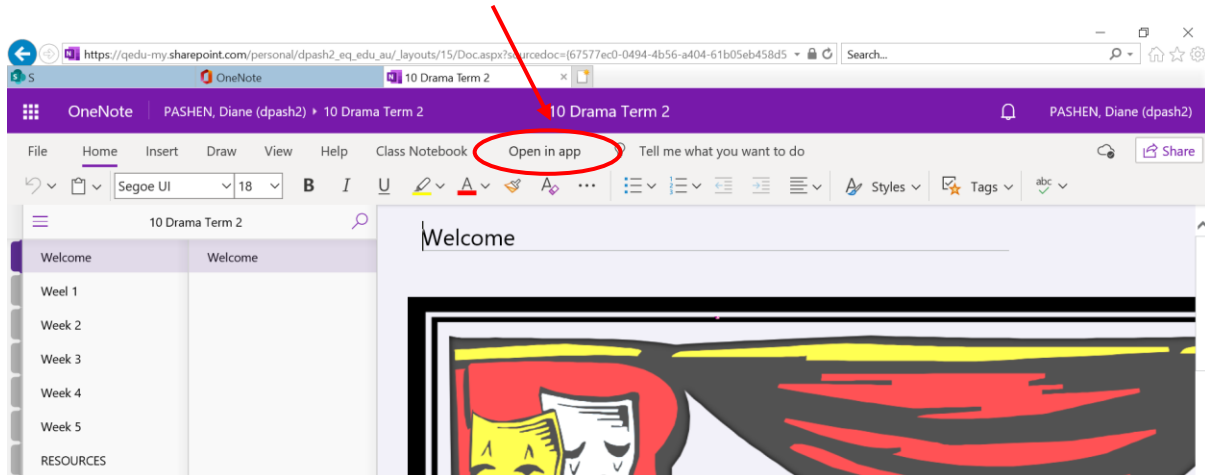 https://qedu-my.sharepoint.com/personal/dpash2_eq_edu_au/_layouts/15/Doc.aspx?sourcedoc={67577ec0-0494-4b56-a404-61b05eb458d5 Search...
S OneNote 10 Drama Term 2
OneNote PASHEN, Diane (dpash2) ▸ 10 Drama Term 2 10 Drama Term 2 PASHEN, Diane (dpash2)
File Home Insert Draw View Help Class Notebook Open in app Tell me what you want to do Share
Segoe UI 18 B I U A A Styles Tags abc
10 Drama Term 2
Welcome
Welcome Welcome
Weel 1
Week 2
Week 3
Week 4
Week 5
RESOURCES